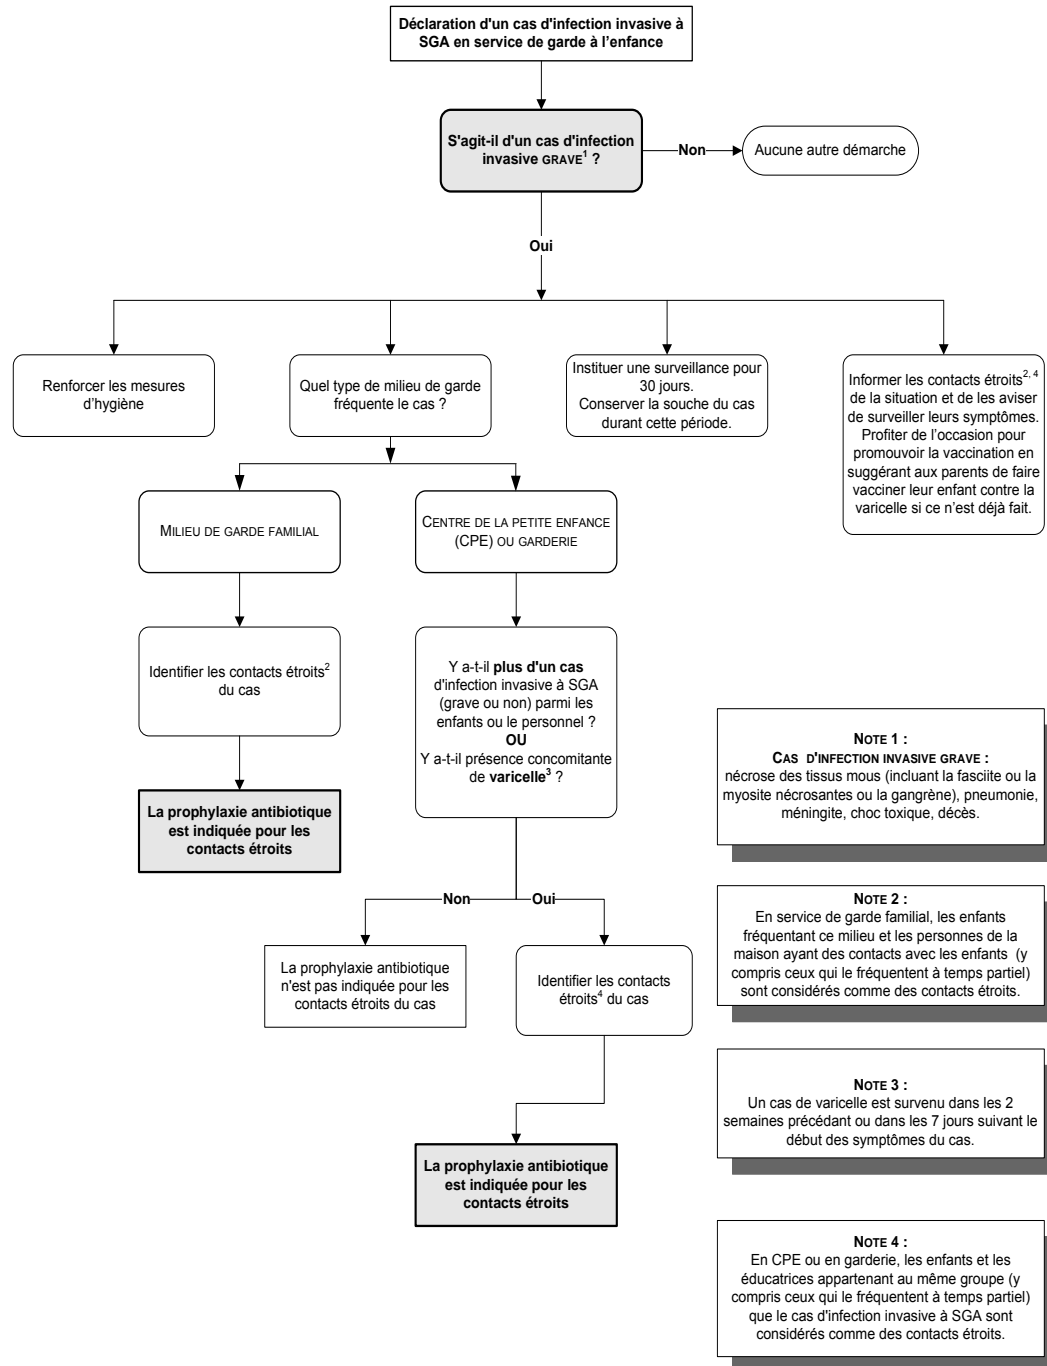 Déclaration d'un cas d'infection invasive à
SGA en service de garde à l'enfance
S'agit-il d'un cas d'infection
invasive GRAVE1 ?
Non
Aucune autre démarche
Oui
Renforcer les mesures
d'hygiène
Quel type de milieu de garde
fréquente le cas ?
Instituer une surveillance pour
30 jours.
Conserver la souche du cas
durant cette période.
Informer les contacts étroits2, 4
de la situation et de les aviser
de surveiller leurs symptômes.
Profiter de l'occasion pour
promouvoir la vaccination en
suggérant aux parents de faire
vacciner leur enfant contre la
varicelle si ce n'est déjà fait.
MILIEU DE GARDE FAMILIAL
CENTRE DE LA PETITE ENFANCE
(CPE) OU GARDERIE
Identifier les contacts étroits2
du cas
Y a-t-il plus d'un cas
d'infection invasive à SGA
(grave ou non) parmi les
enfants ou le personnel ?
OU
Y a-t-il présence concomitante
de varicelle3 ?
La prophylaxie antibiotique
est indiquée pour les
contacts étroits
Non
Oui
La prophylaxie antibiotique
n'est pas indiquée pour les
contacts étroits du cas
Identifier les contacts
étroits4 du cas
La prophylaxie antibiotique
est indiquée pour les
contacts étroits
NOTE 1 :
CAS D'INFECTION INVASIVE GRAVE :
nécrose des tissus mous (incluant la fasciite ou la
myosite nécrosantes ou la gangrène), pneumonie,
méningite, choc toxique, décès.
NOTE 2 :
En service de garde familial, les enfants
fréquentant ce milieu et les personnes de la
maison ayant des contacts avec les enfants (y
compris ceux qui le fréquentent à temps partiel)
sont considérés comme des contacts étroits.
NOTE 3 :
Un cas de varicelle est survenu dans les 2
semaines précédant ou dans les 7 jours suivant le
début des symptômes du cas.
NOTE 4 :
En CPE ou en garderie, les enfants et les
éducatrices appartenant au même groupe (y
compris ceux qui le fréquentent à temps partiel)
que le cas d'infection invasive à SGA sont
considérés comme des contacts étroits.